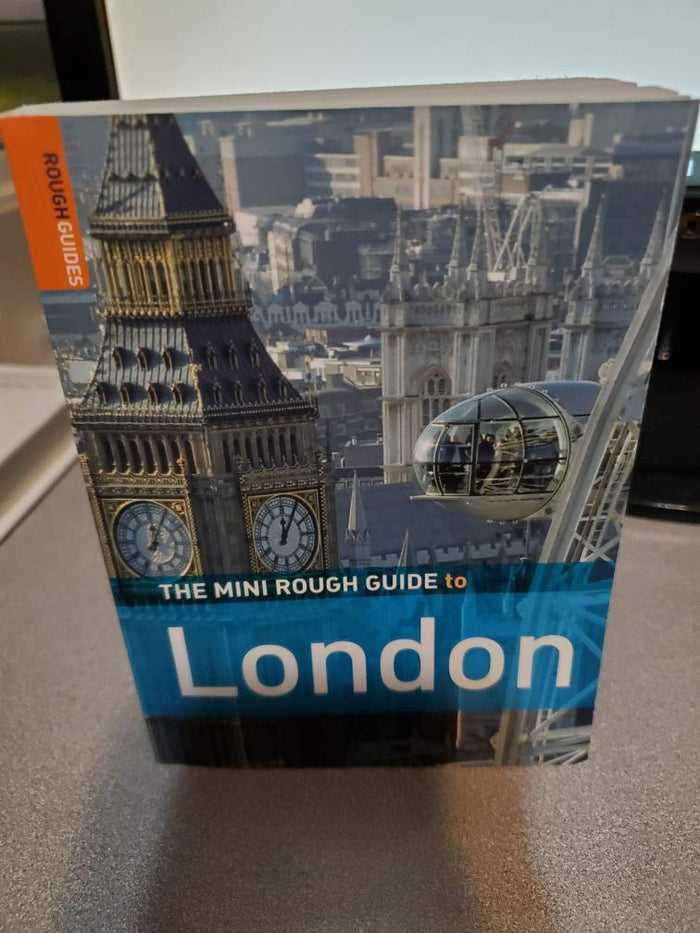 ROUGH GUIDES
THE MINI ROUGH GUIDE to
London